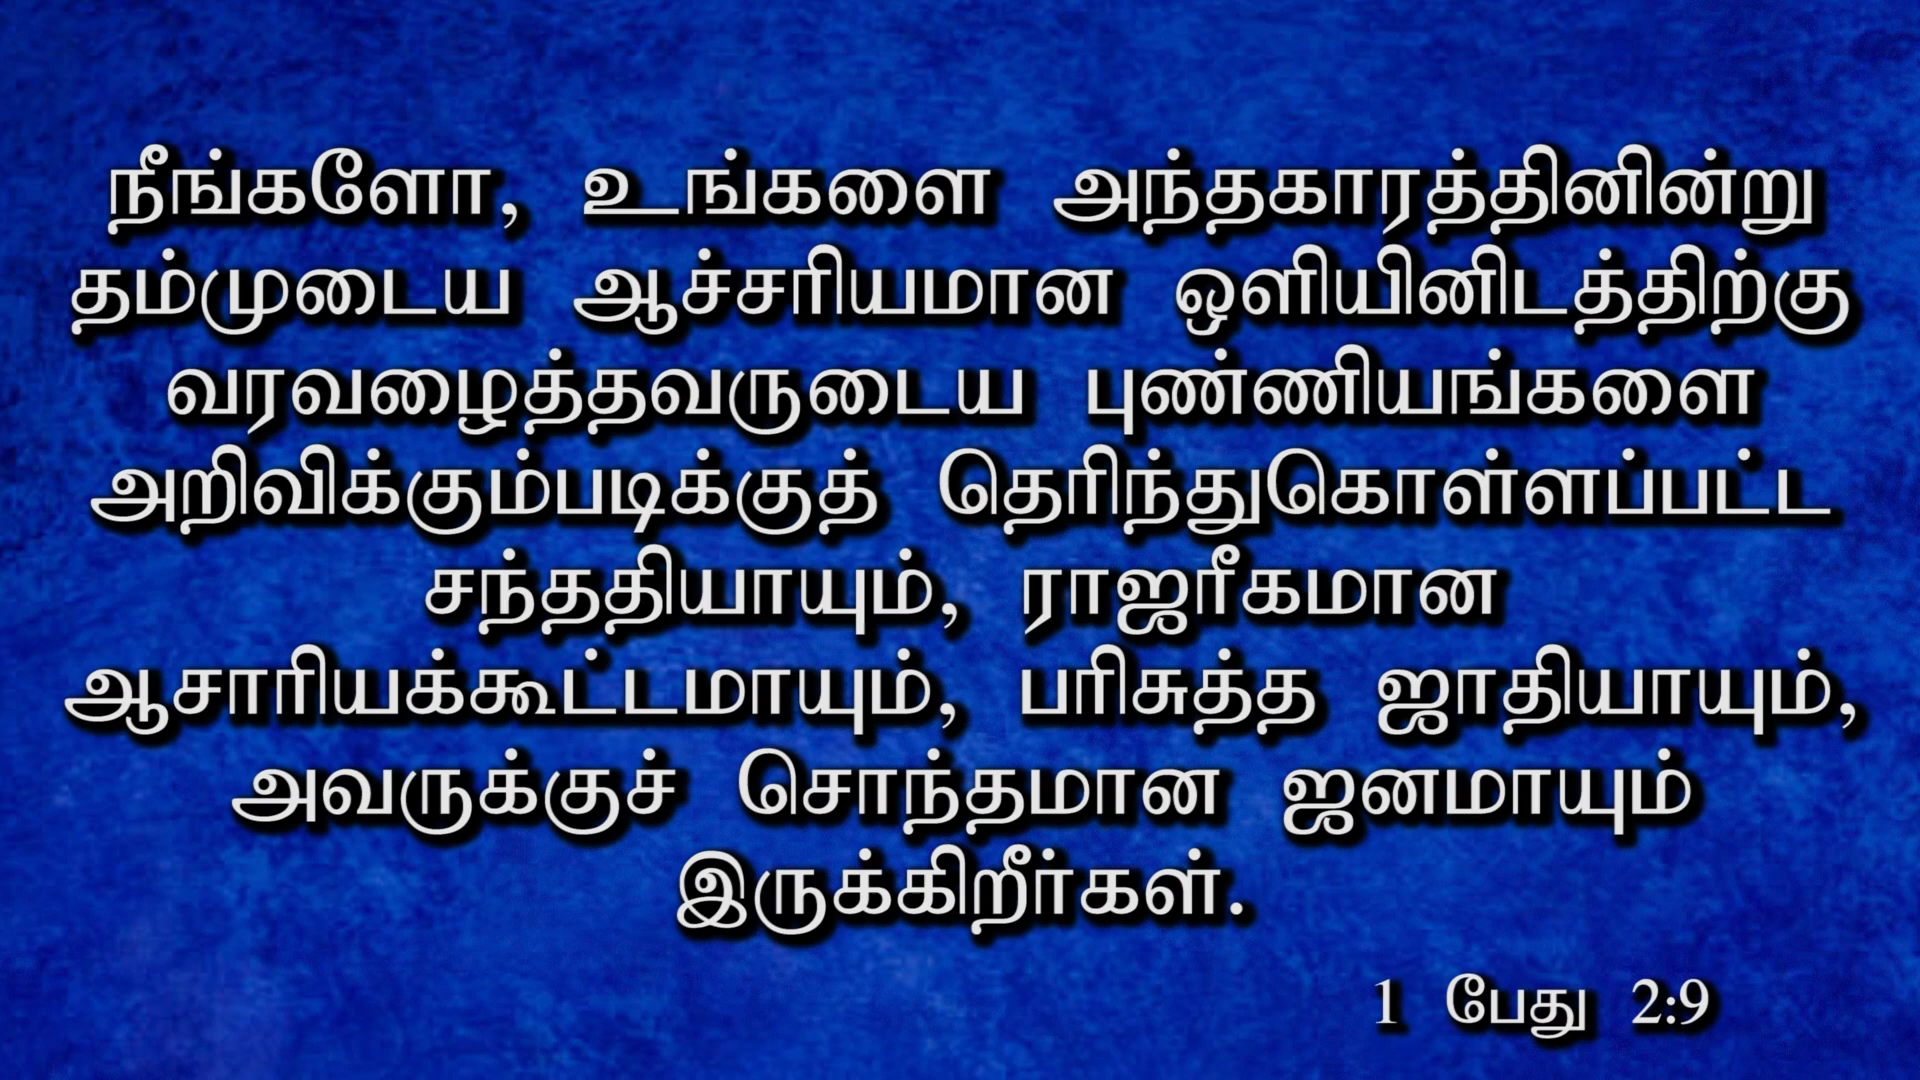 நீங்களோ, உங்களை அந்தகாரத்தினின்று
தம்முடைய ஆச்சரியமான ஒளியினிடத்திற்கு
வரவழைத்தவருடைய புண்ணியங்களை
அறிவிக்கும்படிக்குத் தெரிந்துகொள்ளப்பட்ட
சந்ததியாயும், ராஜரீகமான
ஆசாரியக்கூட்டமாயும், பரிசுத்த ஜாதியாயும்,
அவருக்குச் சொந்தமான ஜனமாயும்
இருக்கிறீர்கள்.
1 பேது 2:9